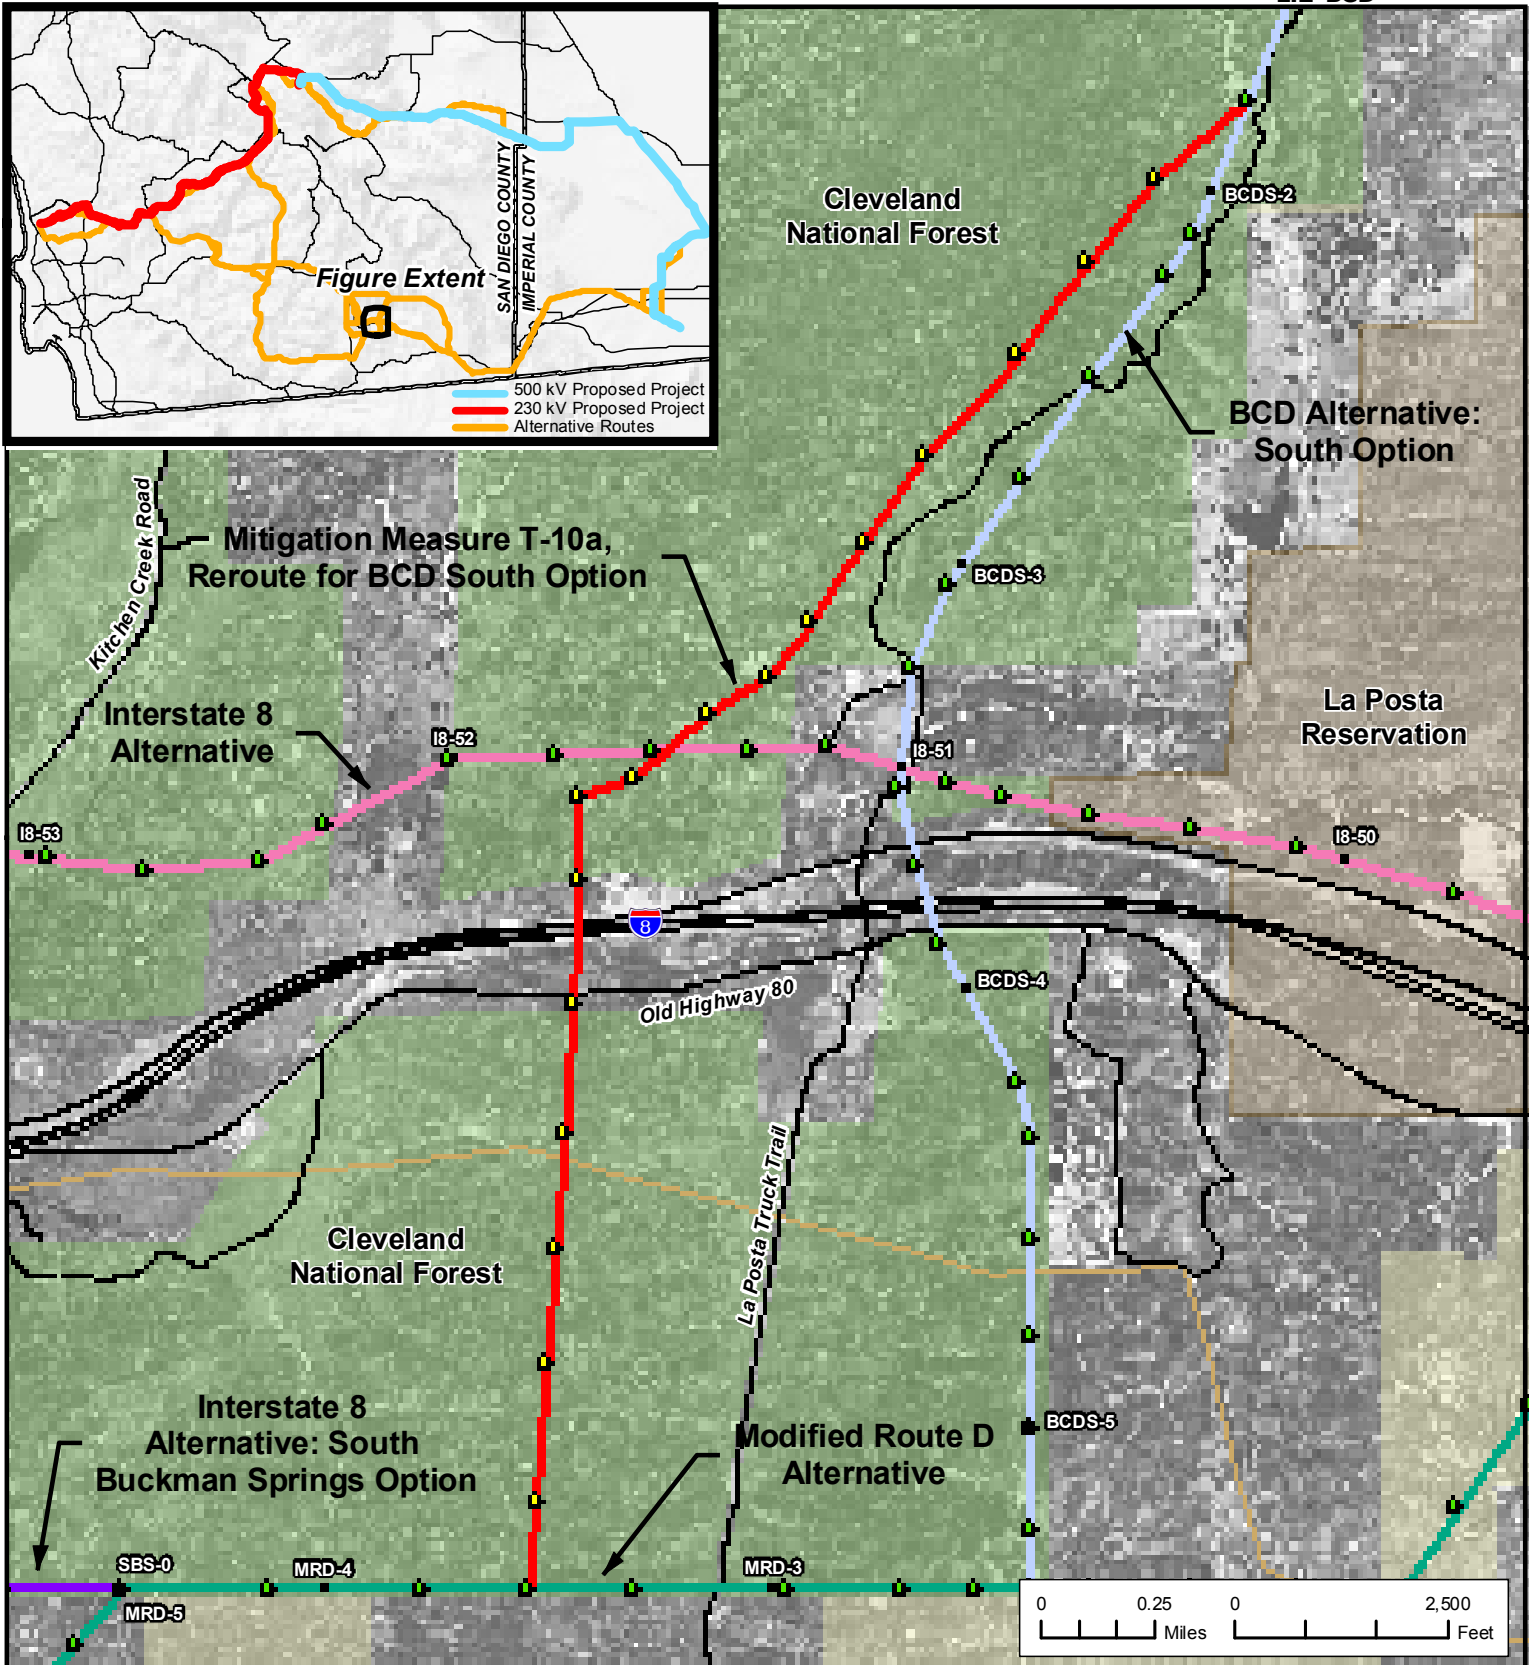 SAN DIEGO COUNTY
IMPERIAL COUNTY
Figure Extent
500 kV Proposed Project
230 kV Proposed Project
Alternative Routes
Cleveland
National Forest
BCDS-2
BCD Alternative:
South Option
Kitchen Creek Road
Mitigation Measure T-10a,
Reroute for BCD South Option
BCDS-3
La Posta
Reservation
Interstate 8
Alternative
I8-52
I8-51
I8-53
I8-50
8
Old Highway 80
BCDS-4
La Posta Truck Trail
Cleveland
National Forest
Interstate 8
Alternative: South
Buckman Springs Option
Modified Route D
Alternative
BCDS-5
SBS-0
MRD-4
MRD-3
MRD-5
0 0.25 Miles
0 2,500 Feet